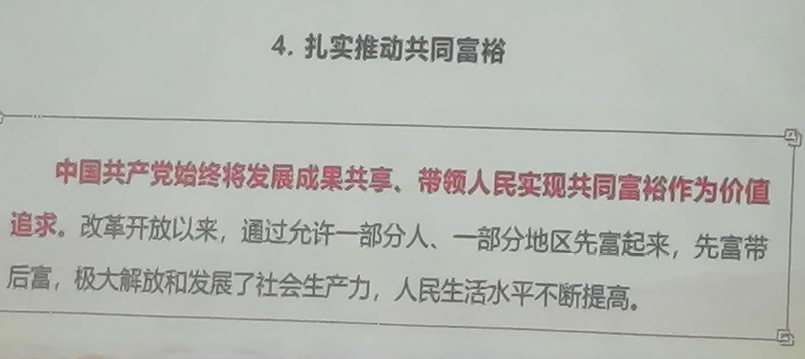 4. 扎实推动共同富裕
中国共产党始终将发展成果共享、带领人民实现共同富裕作为价值
追求。改革开放以来，通过允许一部分人、一部分地区先富起来，先富带
后富，极大解放和发展了社会生产力，人民生活水平不断提高。